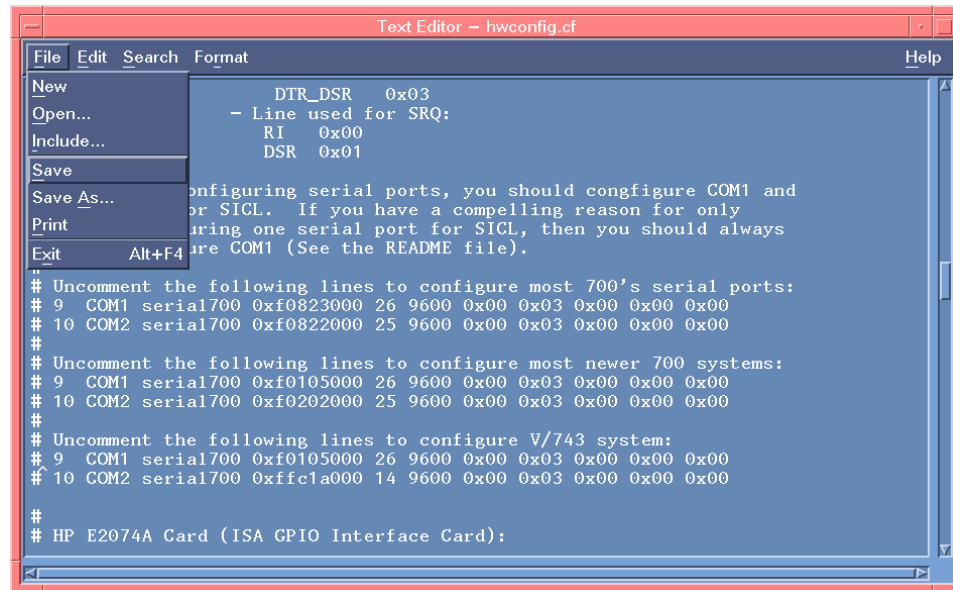 Text Editor – hwconfig.cf
File Edit Search Format Help
New
Open...
Include...
Save
Save As...
Print
Exit Alt+F4
DTR_DSR 0x03
– Line used for SRQ:
RI 0x00
DSR 0x01
onfiguring serial ports, you should congfigure COM1 and
or SICL. If you have a compelling reason for only
uring one serial port for SICL, then you should always
ure COM1 (See the README file).
#
# Uncomment the following lines to configure most 700's serial ports:
# 9 COM1 serial700 0xf0823000 26 9600 0x00 0x03 0x00 0x00 0x00
# 10 COM2 serial700 0xf0822000 25 9600 0x00 0x03 0x00 0x00 0x00
#
# Uncomment the following lines to configure most newer 700 systems:
# 9 COM1 serial700 0xf0105000 26 9600 0x00 0x03 0x00 0x00 0x00
# 10 COM2 serial700 0xf0202000 25 9600 0x00 0x03 0x00 0x00 0x00
#
# Uncomment the following lines to configure V/743 system:
# 9 COM1 serial700 0xf0105000 26 9600 0x00 0x03 0x00 0x00 0x00
# 10 COM2 serial700 0xffc1a000 14 9600 0x00 0x03 0x00 0x00 0x00
#
# HP E2074A Card (ISA GPIO Interface Card):